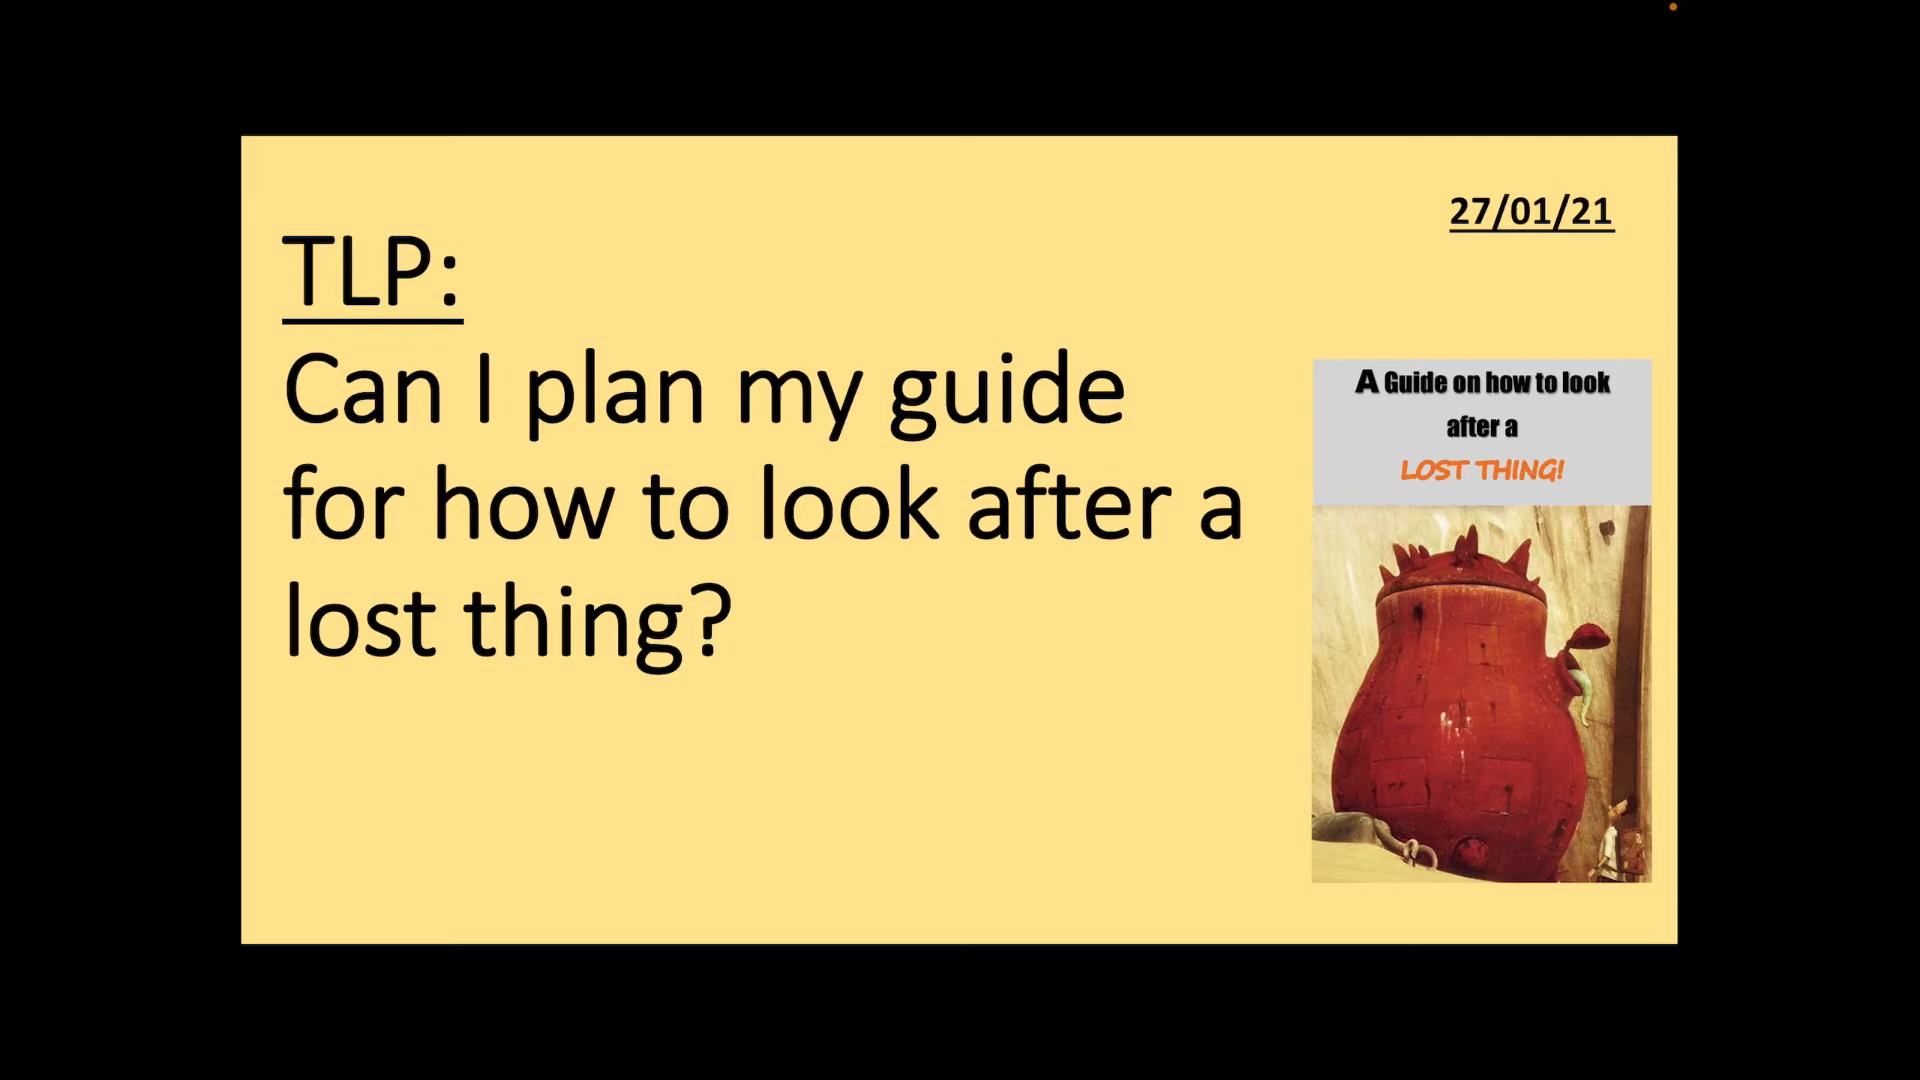 27/01/21
TLP:
Can I plan my guide
for how to look after a
lost thing?
A Guide on how to look
after a
LOST THING!